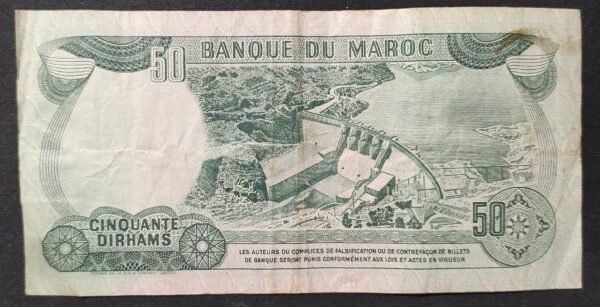 50
BANQUE DU MAROC
CINQUANTE
DIRHAMS
50
LES AUTEURS OU COMPLICES DE FALSIFICATION OU DE CONTREFAÇON DE BILLETS
DE BANQUE SERONT PUNIS CONFORMÉMENT AUX LOIS ET ACTES EN VIGUEUR